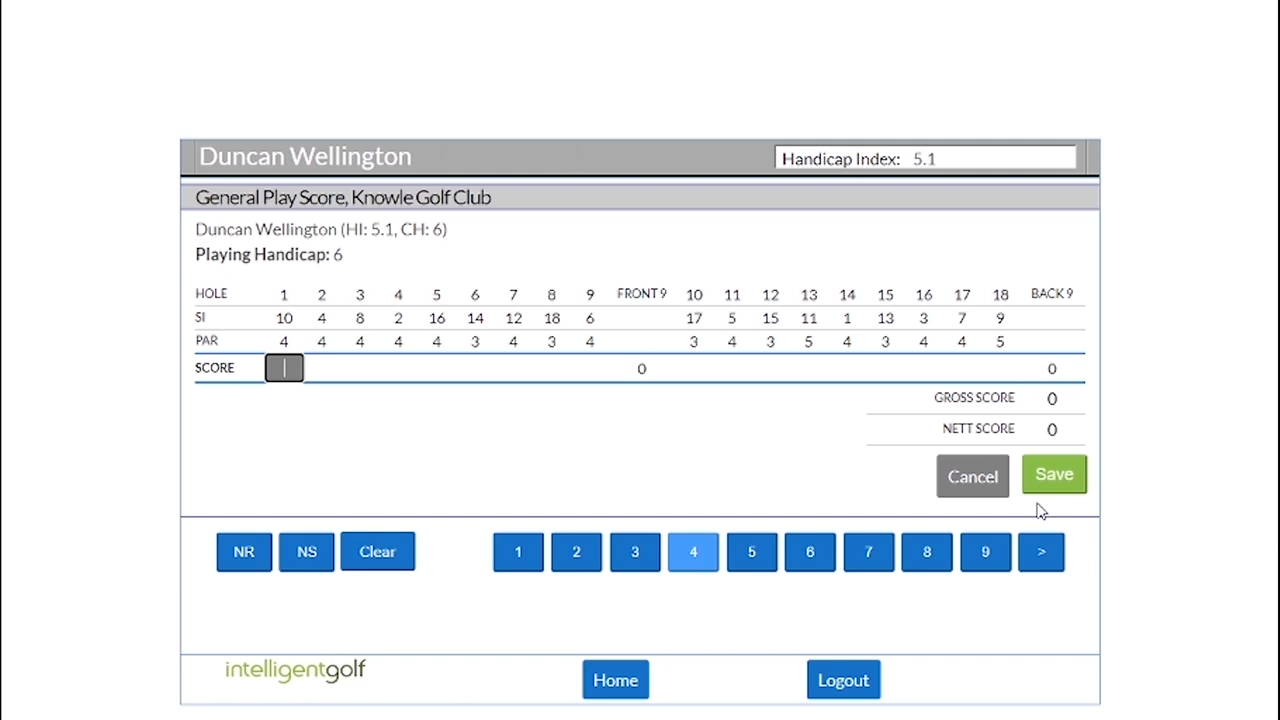 Duncan Wellington
Handicap Index: 5.1
General Play Score, Knowle Golf Club
Duncan Wellington (HI: 5.1, CH: 6)
Playing Handicap: 6
HOLE 1 2 3 4 5 6 7 8 9 FRONT 9 10 11 12 13 14 15 16 17 18 BACK 9
SI 10 4 8 2 16 14 12 18 6 17 5 15 11 1 13 3 7 9
PAR 4 4 4 4 4 3 4 3 4 3 4 3 5 4 3 4 4 5
SCORE 0 0
GROSS SCORE 0
NETT SCORE 0
Cancel Save
NR NS Clear 1 2 3 4 5 6 7 8 9 >
intelligentgolf Home Logout